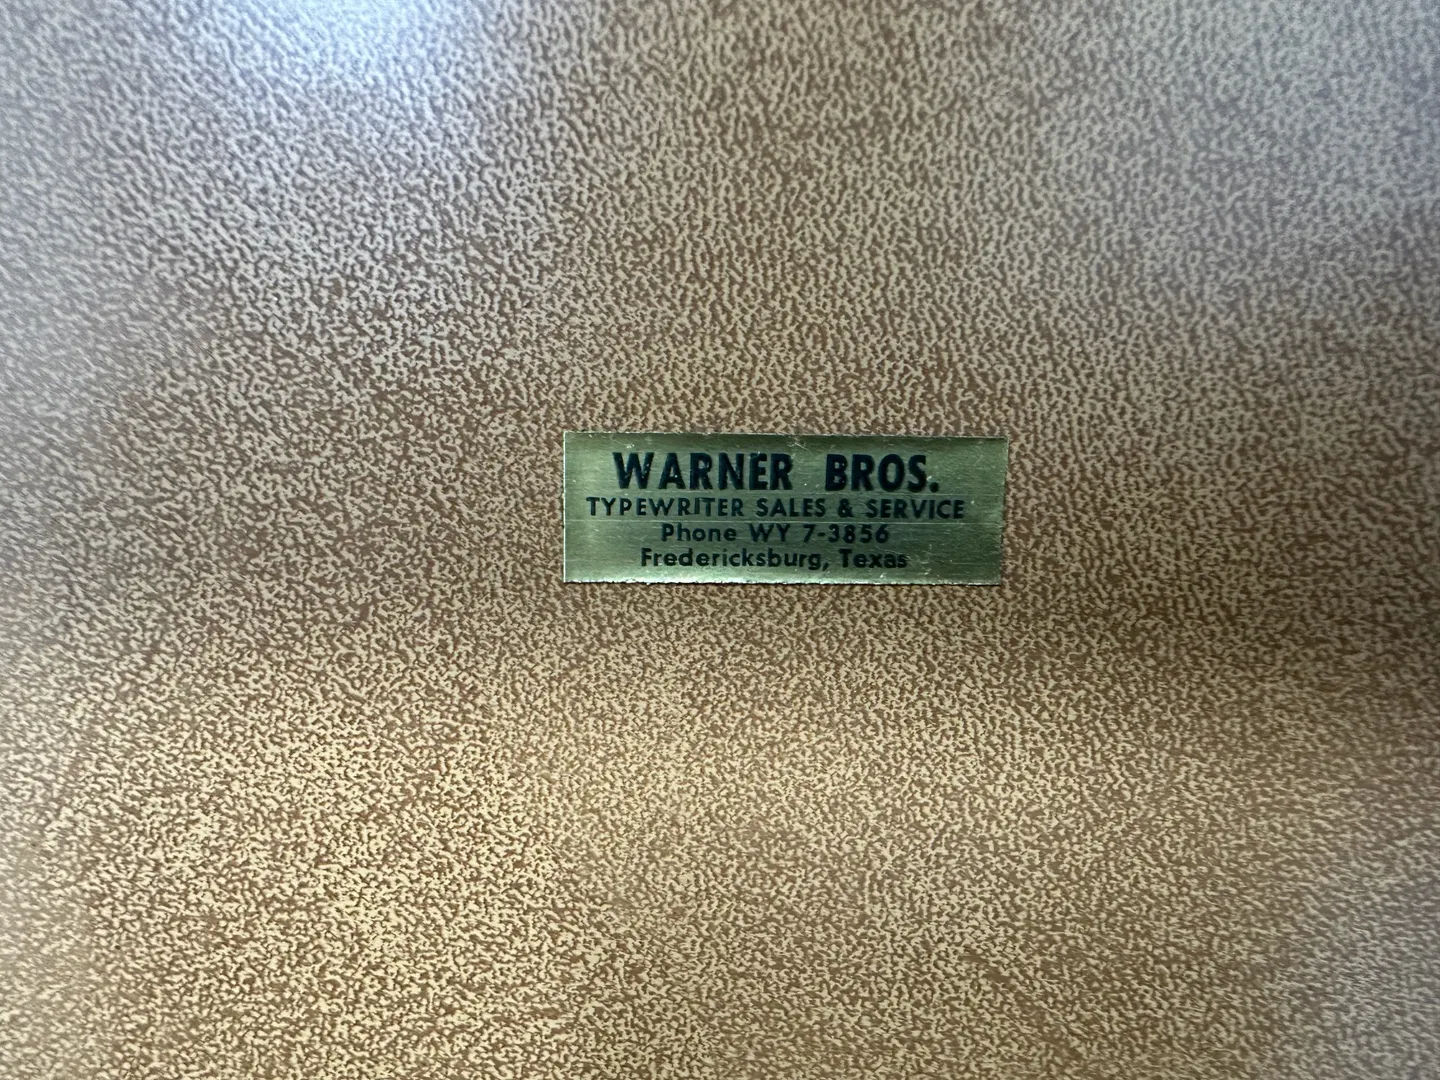 WARNER BROS.
TYPEWRITER SALES & SERVICE
Phone WY 7-3856
Fredericksburg, Texas